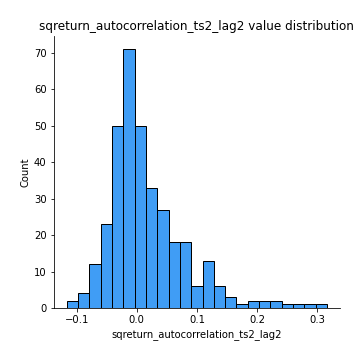 sqreturn_autocorrelation_ts2_lag2 value distribution
70
60
50
40
30
20
10
0
Count
−0.1 0.0 0.1 0.2 0.3
sqreturn_autocorrelation_ts2_lag2